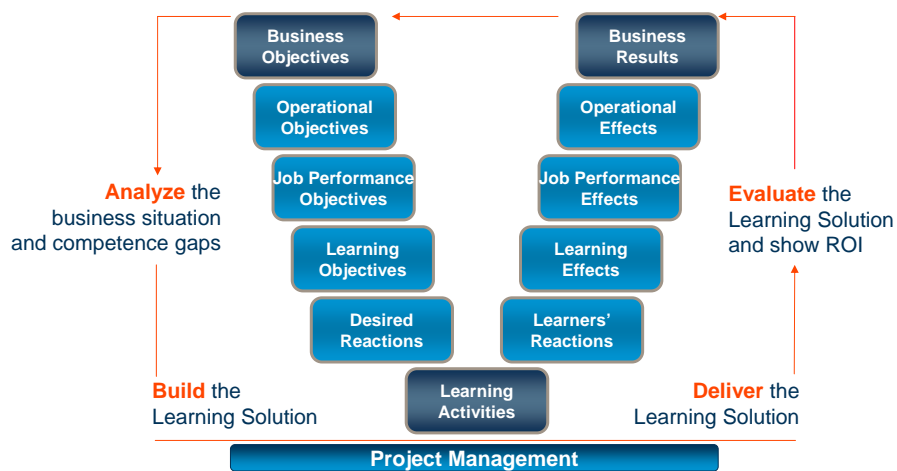 Business
Objectives
Business
Results
Operational
Objectives
Operational
Effects
Job Performance
Objectives
Job Performance
Effects
Analyze the
business situation
and competence gaps
Evaluate the
Learning Solution
and show ROI
Learning
Objectives
Learning
Effects
Desired
Reactions
Learners’
Reactions
Build the
Learning Solution
Learning
Activities
Deliver the
Learning Solution
Project Management